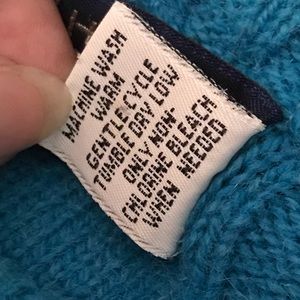 MACHINE WASH
WARM
GENTLE CYCLE
TUMBLE DRY LOW
ONLY NON-
CHLORINE BLEACH
WHEN NEEDED